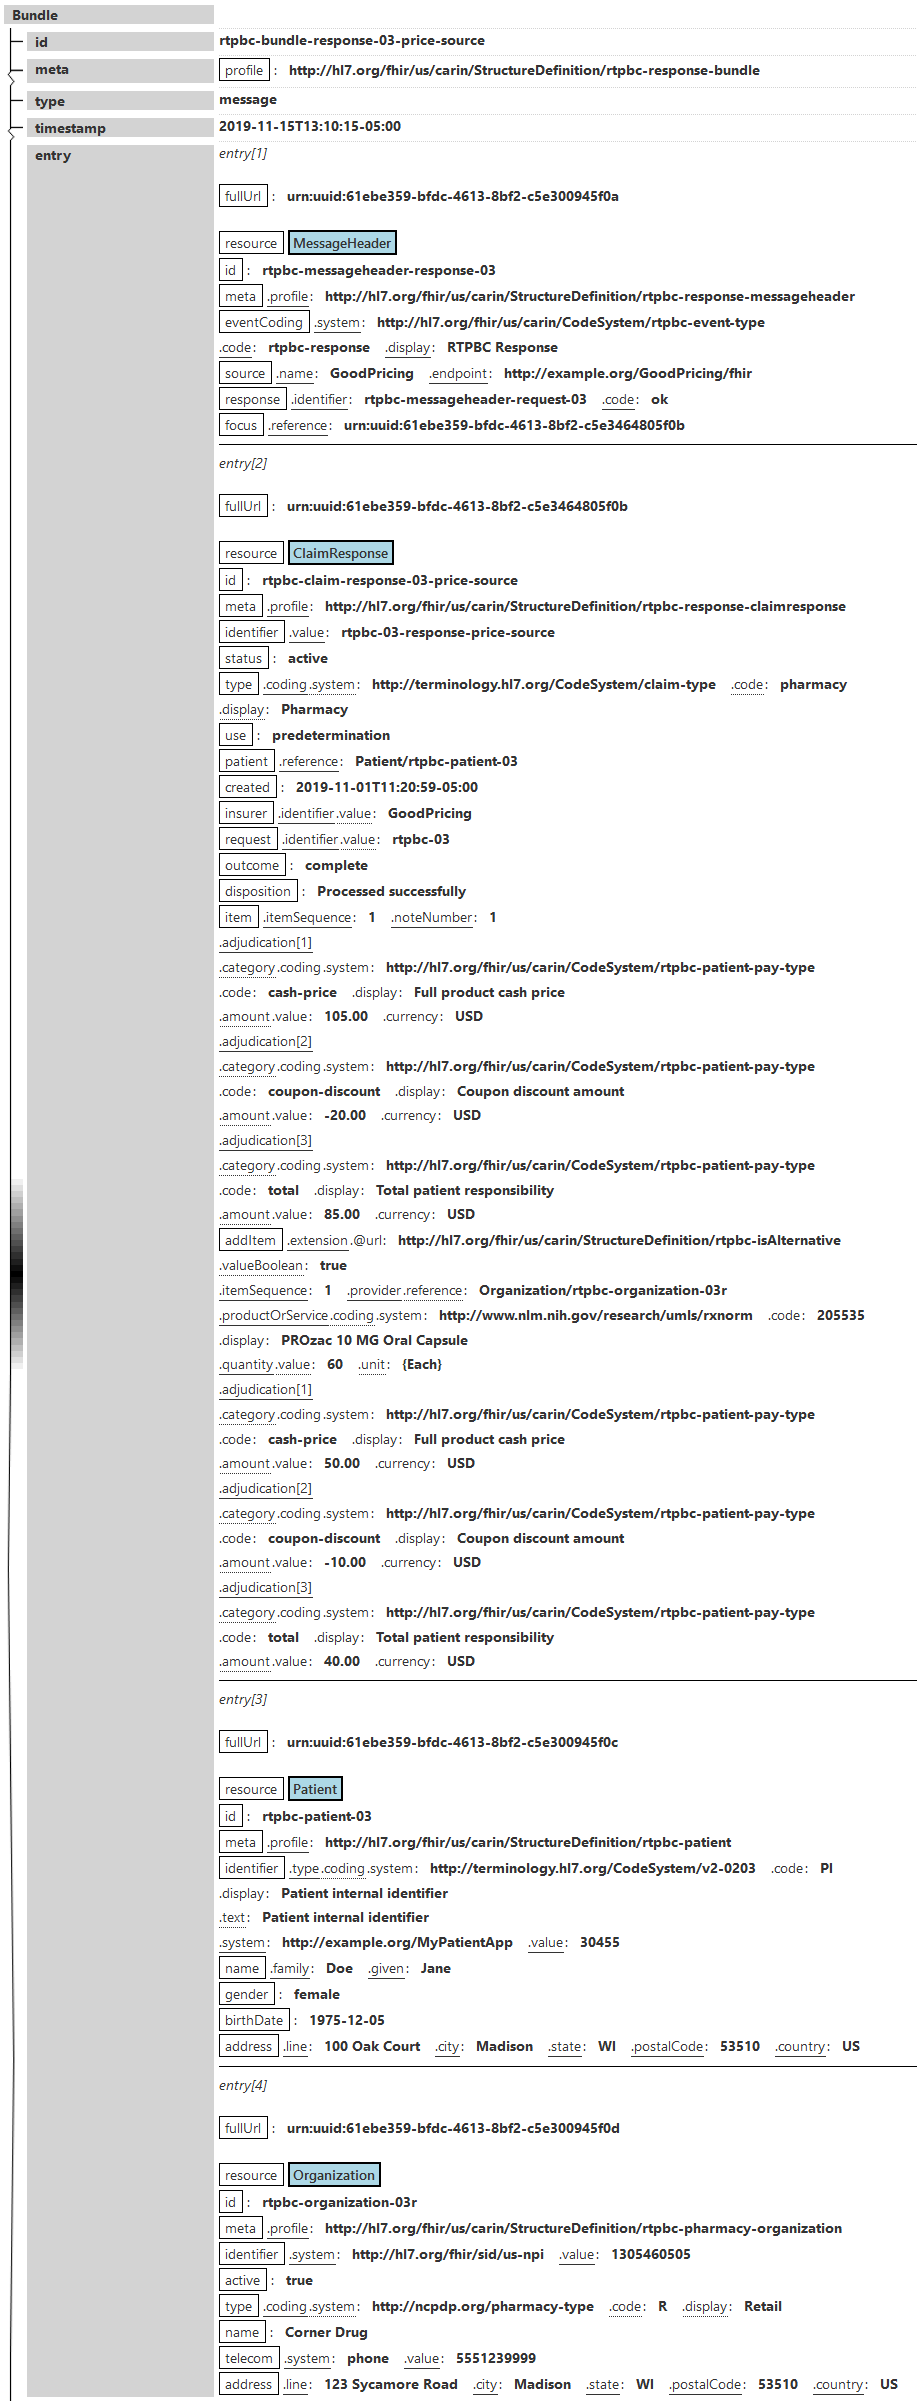 Bundle
id rtpbc-bundle-response-03-price-source
meta profile : http://hl7.org/fhir/us/carin/StructureDefinition/rtpbc-response-bundle
type message
timestamp 2019-11-15T13:10:15-05:00
entry entry[1]
fullUrl : urn:uuid:61ebe359-bfdc-4613-8bf2-c5e300945f0a
resource MessageHeader
id : rtpbc-messageheader-response-03
meta .profile: http://hl7.org/fhir/us/carin/StructureDefinition/rtpbc-response-messageheader
eventCoding .system: http://hl7.org/fhir/us/carin/CodeSystem/rtpbc-event-type
.code: rtpbc-response .display: RTPBC Response
source .name: GoodPricing .endpoint: http://example.org/GoodPricing/fhir
response .identifier: rtpbc-messageheader-request-03 .code: ok
focus .reference: urn:uuid:61ebe359-bfdc-4613-8bf2-c5e3464805f0b
entry[2]
fullUrl : urn:uuid:61ebe359-bfdc-4613-8bf2-c5e3464805f0b
resource ClaimResponse
id : rtpbc-claim-response-03-price-source
meta .profile: http://hl7.org/fhir/us/carin/StructureDefinition/rtpbc-response-claimresponse
identifier .value: rtpbc-03-response-price-source
status : active
type .coding.system: http://terminology.hl7.org/CodeSystem/claim-type .code: pharmacy
.display: Pharmacy
use : predetermination
patient .reference: Patient/rtpbc-patient-03
created : 2019-11-01T11:20:59-05:00
insurer .identifier.value: GoodPricing
request .identifier.value: rtpbc-03
outcome : complete
disposition : Processed successfully
item .itemSequence: 1 .noteNumber: 1
.adjudication[1]
.category.coding.system: http://hl7.org/fhir/us/carin/CodeSystem/rtpbc-patient-pay-type
.code: cash-price .display: Full product cash price
.amount.value: 105.00 .currency: USD
.adjudication[2]
.category.coding.system: http://hl7.org/fhir/us/carin/CodeSystem/rtpbc-patient-pay-type
.code: coupon-discount .display: Coupon discount amount
.amount.value: -20.00 .currency: USD
.adjudication[3]
.category.coding.system: http://hl7.org/fhir/us/carin/CodeSystem/rtpbc-patient-pay-type
.code: total .display: Total patient responsibility
.amount.value: 85.00 .currency: USD
addItem .extension.@url: http://hl7.org/fhir/us/carin/StructureDefinition/rtpbc-isAlternative
.valueBoolean: true
.itemSequence: 1 .provider.reference: Organization/rtpbc-organization-03r
.productOrService.coding.system: http://www.nlm.nih.gov/research/umls/rxnorm .code: 205535
.display: PROzac 10 MG Oral Capsule
.quantity.value: 60 .unit: {Each}
.adjudication[1]
.category.coding.system: http://hl7.org/fhir/us/carin/CodeSystem/rtpbc-patient-pay-type
.code: cash-price .display: Full product cash price
.amount.value: 50.00 .currency: USD
.adjudication[2]
.category.coding.system: http://hl7.org/fhir/us/carin/CodeSystem/rtpbc-patient-pay-type
.code: coupon-discount .display: Coupon discount amount
.amount.value: -10.00 .currency: USD
.adjudication[3]
.category.coding.system: http://hl7.org/fhir/us/carin/CodeSystem/rtpbc-patient-pay-type
.code: total .display: Total patient responsibility
.amount.value: 40.00 .currency: USD
entry[3]
fullUrl : urn:uuid:61ebe359-bfdc-4613-8bf2-c5e300945f0c
resource Patient
id : rtpbc-patient-03
meta .profile: http://hl7.org/fhir/us/carin/StructureDefinition/rtpbc-patient
identifier .type.coding.system: http://terminology.hl7.org/CodeSystem/v2-0203 .code: PI
.display: Patient internal identifier
.text: Patient internal identifier
.system: http://example.org/MyPatientApp .value: 30455
name .family: Doe .given: Jane
gender : female
birthDate : 1975-12-05
address .line: 100 Oak Court .city: Madison .state: WI .postalCode: 53510 .country: US
entry[4]
fullUrl : urn:uuid:61ebe359-bfdc-4613-8bf2-c5e300945f0d
resource Organization
id : rtpbc-organization-03r
meta .profile: http://hl7.org/fhir/us/carin/StructureDefinition/rtpbc-pharmacy-organization
identifier .system: http://hl7.org/fhir/sid/us-npi .value: 1305460505
active : true
type .coding.system: http://ncpdp.org/pharmacy-type .code: R .display: Retail
name : Corner Drug
telecom .system: phone .value: 5551239999
address .line: 123 Sycamore Road .city: Madison .state: WI .postalCode: 53510 .country: US